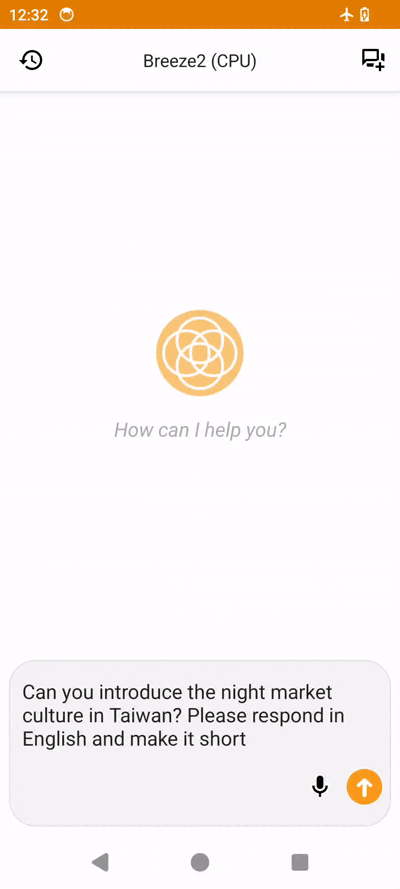 12:32
Breeze2 (CPU)
How can I help you?
Can you introduce the night market
culture in Taiwan? Please respond in
English and make it short